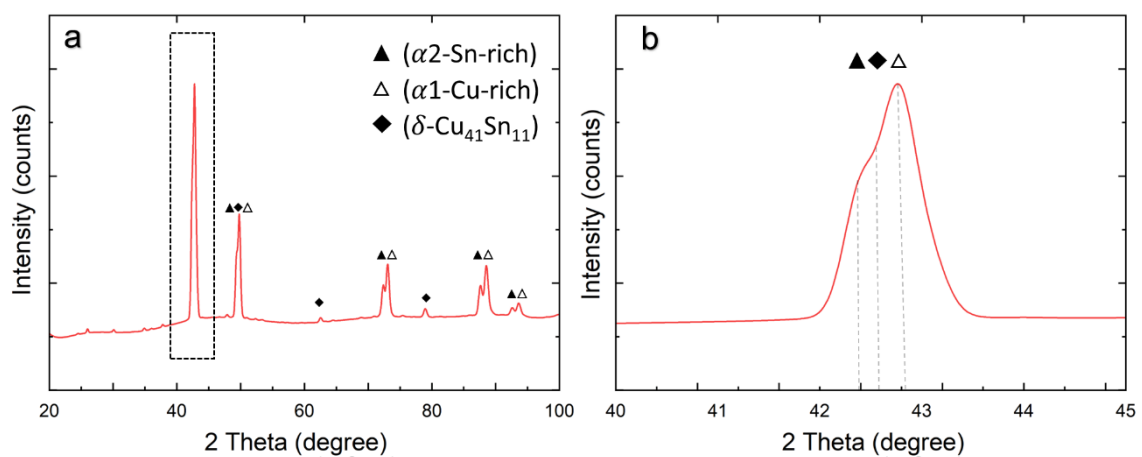 a
▲ (α2-Sn-rich)
△ (α1-Cu-rich)
◆ (δ-Cu₄₁Sn₁₁)
Intensity (counts)
20 40 60 80 100
2 Theta (degree)
b
Intensity (counts)
40 41 42 43 44 45
2 Theta (degree)